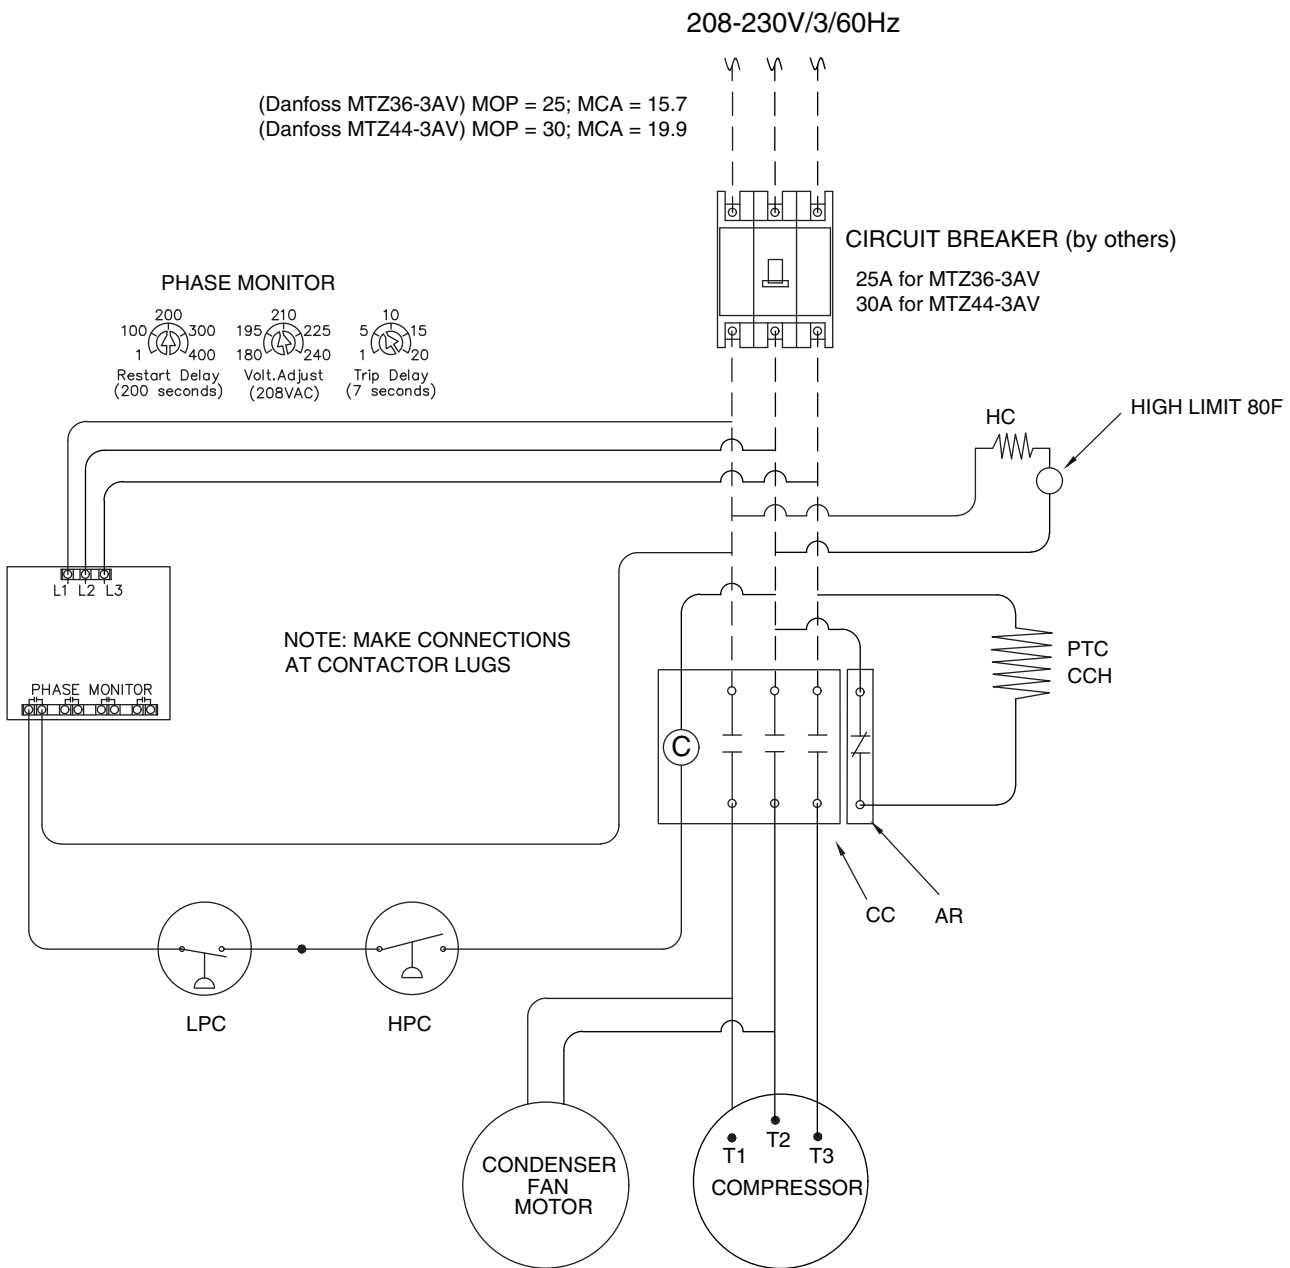 208-230V/3/60Hz
(Danfoss MTZ36-3AV) MOP = 25; MCA = 15.7
(Danfoss MTZ44-3AV) MOP = 30; MCA = 19.9
CIRCUIT BREAKER (by others)
25A for MTZ36-3AV
30A for MTZ44-3AV
PHASE MONITOR
200
100 300
1 400
Restart Delay
(200 seconds)
210
195 225
180 240
Volt.Adjust
(208VAC)
10
5 15
1 20
Trip Delay
(7 seconds)
HC
HIGH LIMIT 80F
L1 L2 L3
PHASE MONITOR
NOTE: MAKE CONNECTIONS
AT CONTACTOR LUGS
PTC
CCH
C
CC
AR
LPC
HPC
CONDENSER
FAN
MOTOR
T1
T2
T3
COMPRESSOR